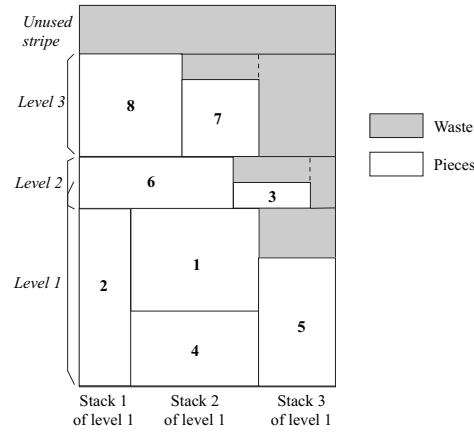 Unused
stripe
Level 3
8
7
Waste
Pieces
Level 2
6
3
Level 1
2
1
5
4
Stack 1
of level 1
Stack 2
of level 1
Stack 3
of level 1